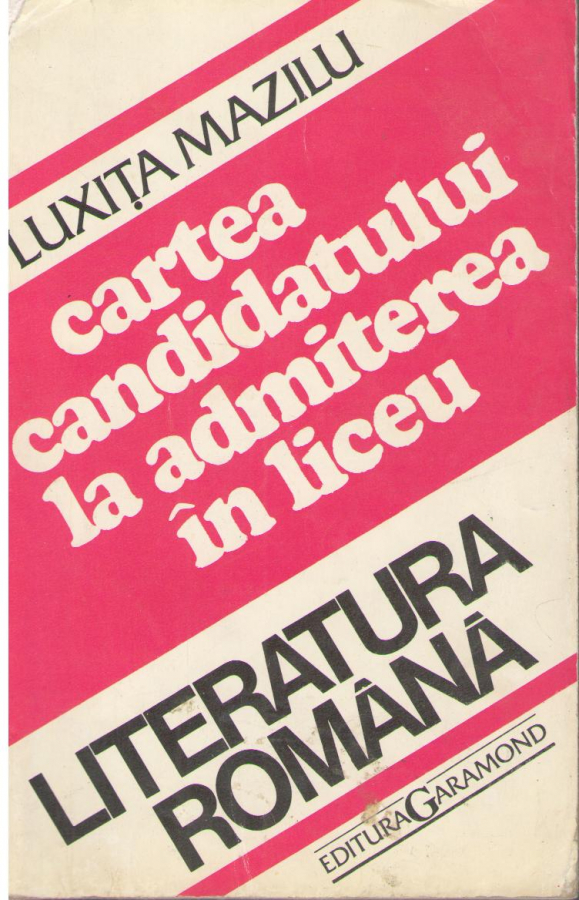 LUXIȚA MAZILU
cartea
candidatului
la admiterea
în liceu
LITERATURA
ROMÂNĂ
EDITURA GARAMOND